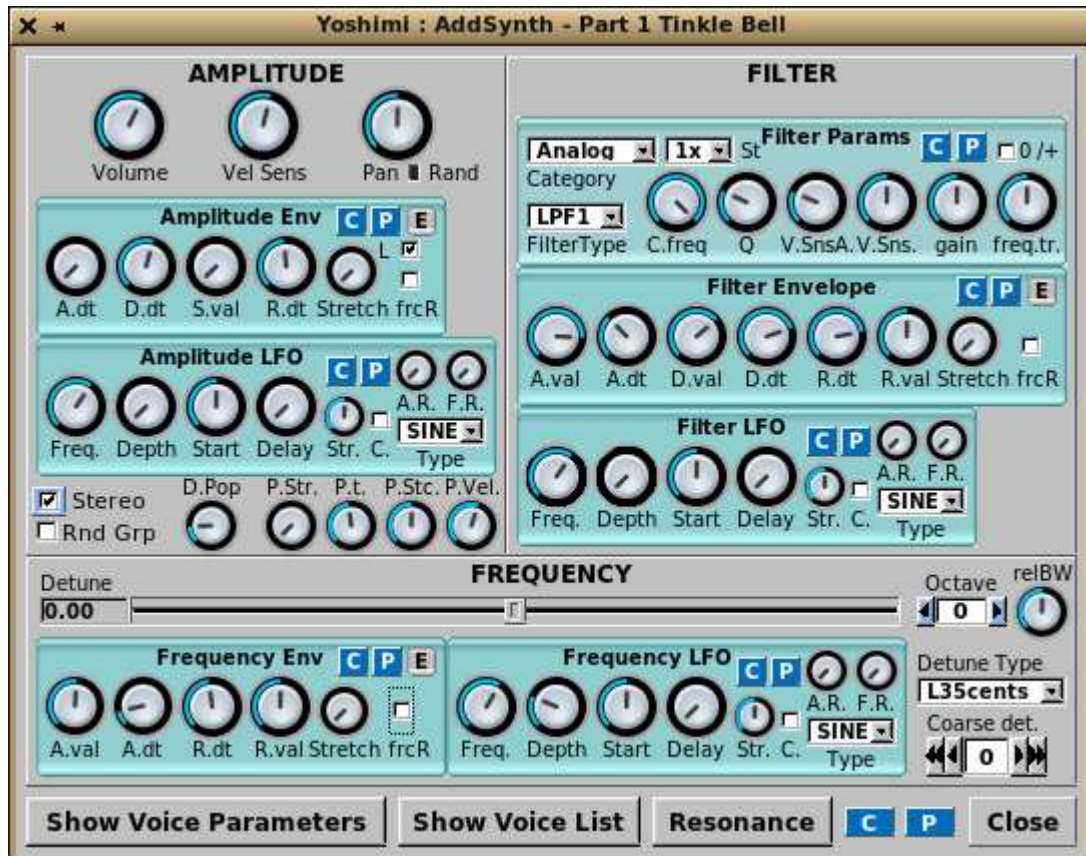 Yoshimi : AddSynth - Part 1 Tinkle Bell
AMPLITUDE
Volume Vel Sens Pan Rand
Amplitude Env C P E
L
A.dt D.dt S.val R.dt Stretch frcR
Amplitude LFO C P
A.R. F.R.
SINE
Freq. Depth Start Delay Str. C. Type
Stereo D.Pop P.Str. P.t. P.Stc. P.Vel.
Rnd Grp
FILTER
Analog 1x St Filter Params C P 0 /+
Category
LPF1
FilterType C.freq Q V.SnsA. V.Sns. gain freq.tr.
Filter Envelope C P E
A.val A.dt D.val D.dt R.dt R.val Stretch frcR
Filter LFO C P
A.R. F.R.
SINE
Freq. Depth Start Delay Str. C. Type
FREQUENCY
Detune Octave relBW
0.00 0
Frequency Env C P E
A.val A.dt R.dt R.val Stretch frcR
Frequency LFO C P
A.R. F.R.
SINE
Freq. Depth Start Delay Str. C. Type
Detune Type
L35cents
Coarse det.
0
Show Voice Parameters Show Voice List Resonance C P Close